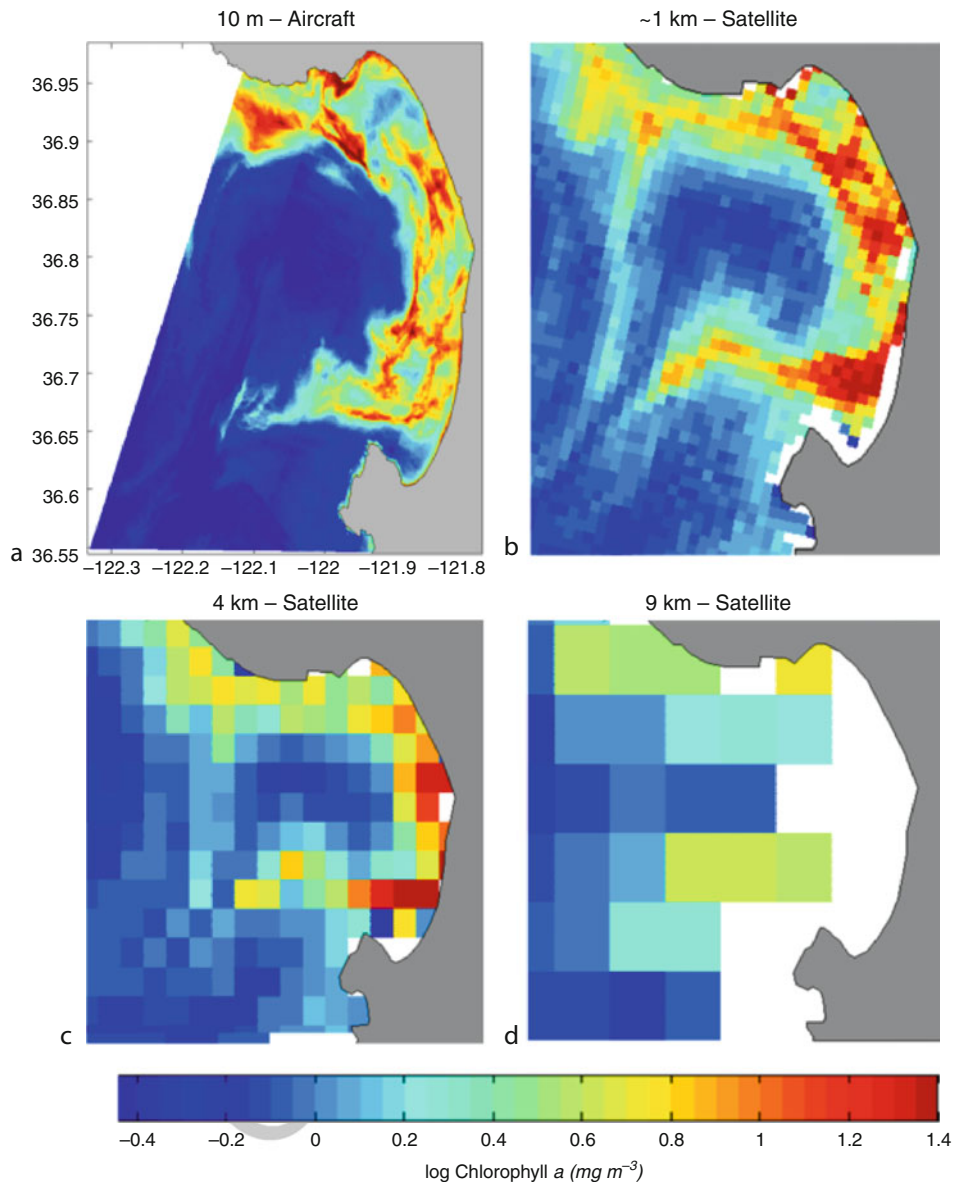 10 m – Aircraft
~1 km – Satellite
36.95
36.9
36.85
36.8
36.75
36.7
36.65
36.6
36.55
a
b
−122.3 −122.2 −122.1 −122 −121.9 −121.8
4 km – Satellite
9 km – Satellite
c
d
−0.4 −0.2 0 0.2 0.4 0.6 0.8 1 1.2 1.4
log Chlorophyll a (mg m⁻³)